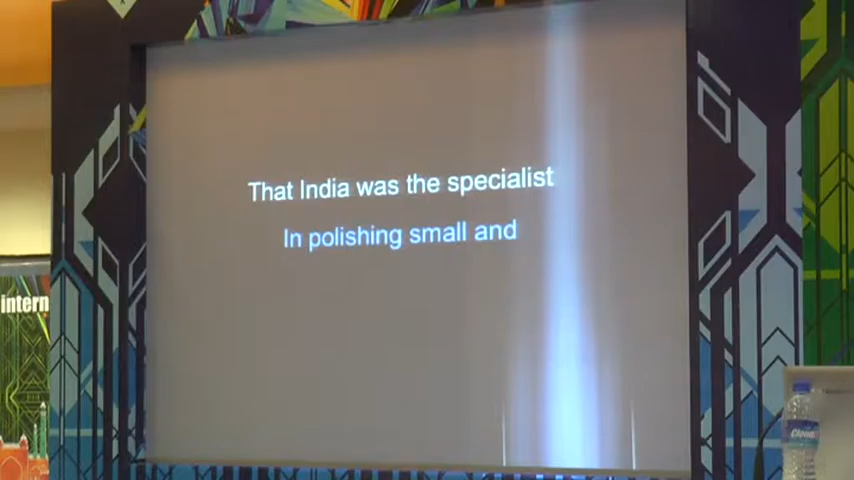 That India was the specialist
In polishing small and
intern